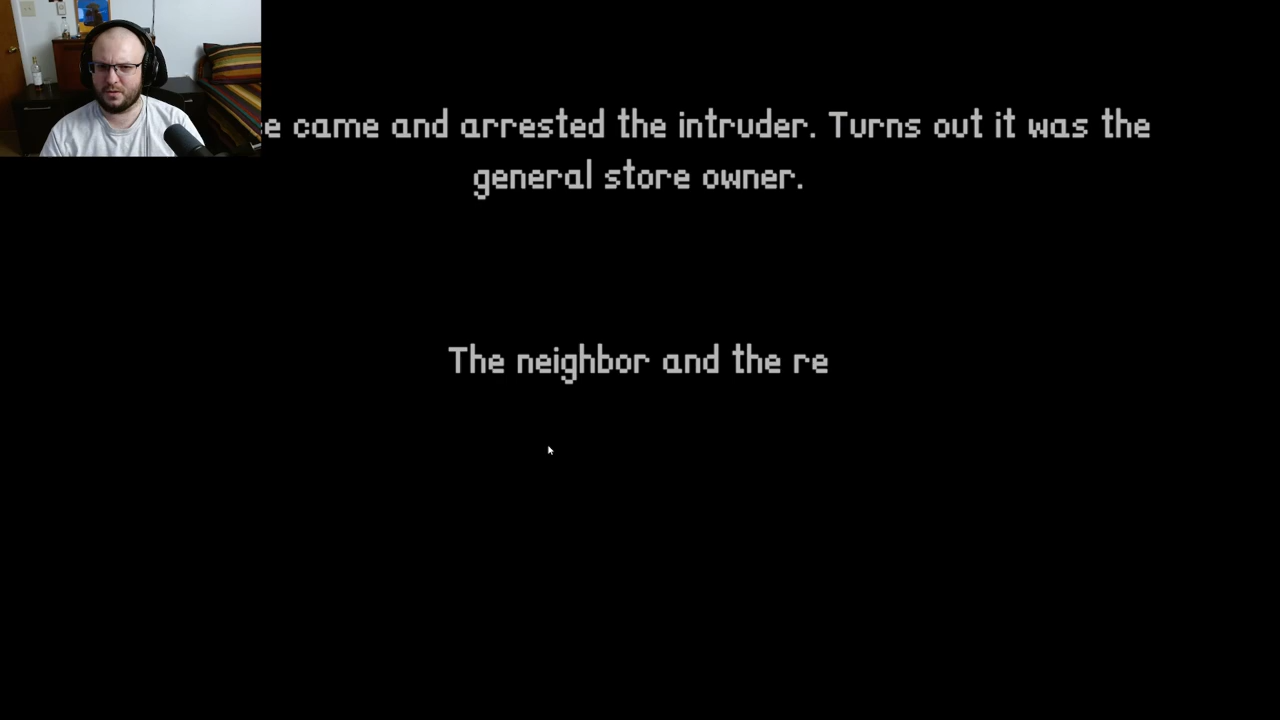 came and arrested the intruder. Turns out it was the
general store owner.
The neighbor and the re